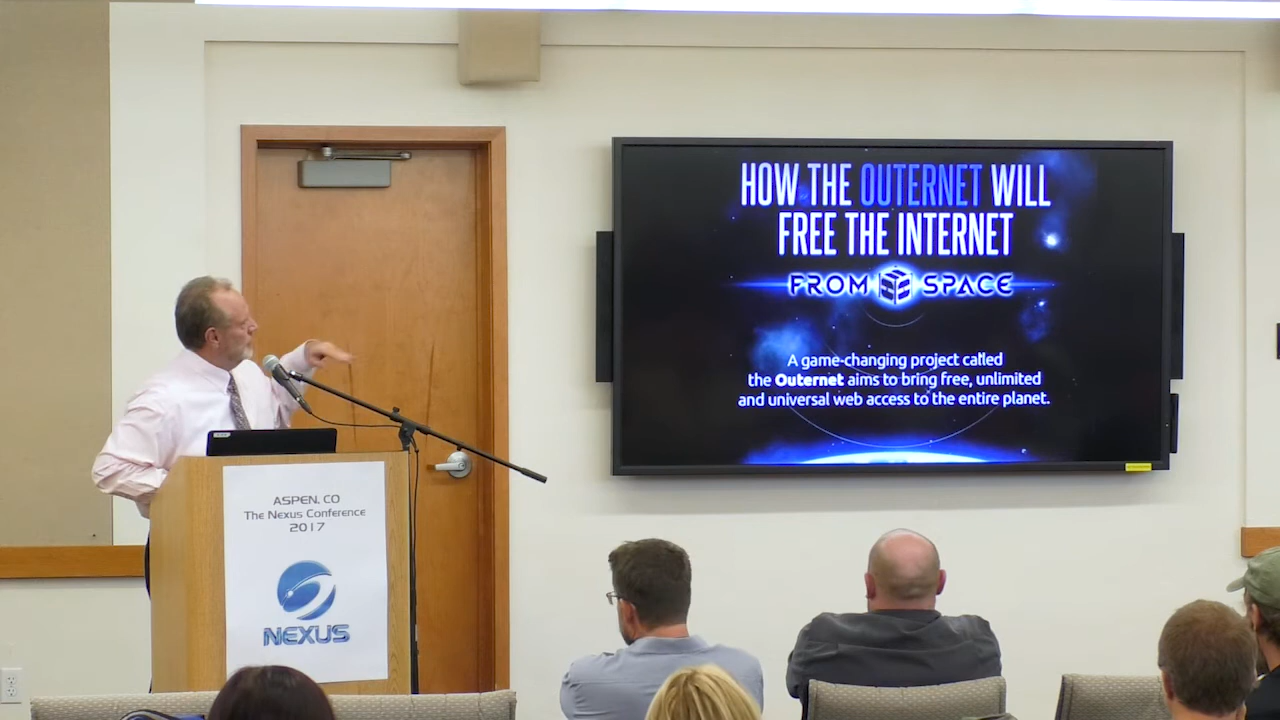 HOW THE OUTERNET WILL
FREE THE INTERNET
FROM SPACE
A game-changing project called
the Outernet aims to bring free, unlimited
and universal web access to the entire planet.
ASPEN, CO
The Nexus Conference
2017
NEXUS